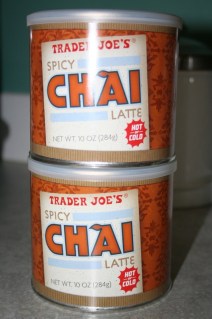 TRADER JOE'S®
SPICY
CHAI
LATTE
NET WT. 10 OZ (284g)
HOT
or
COLD
TRADER JOE'S®
SPICY
CHAI
LATTE
NET WT. 10 OZ (284g)
HOT
or
COLD